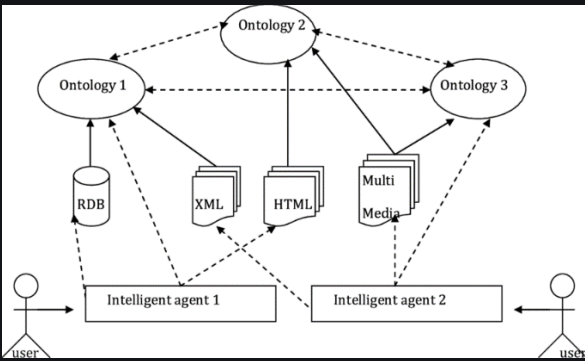 Ontology 2
Ontology 1
Ontology 3
RDB
XML
HTML
Multi
Media
Intelligent agent 1
Intelligent agent 2
user
user